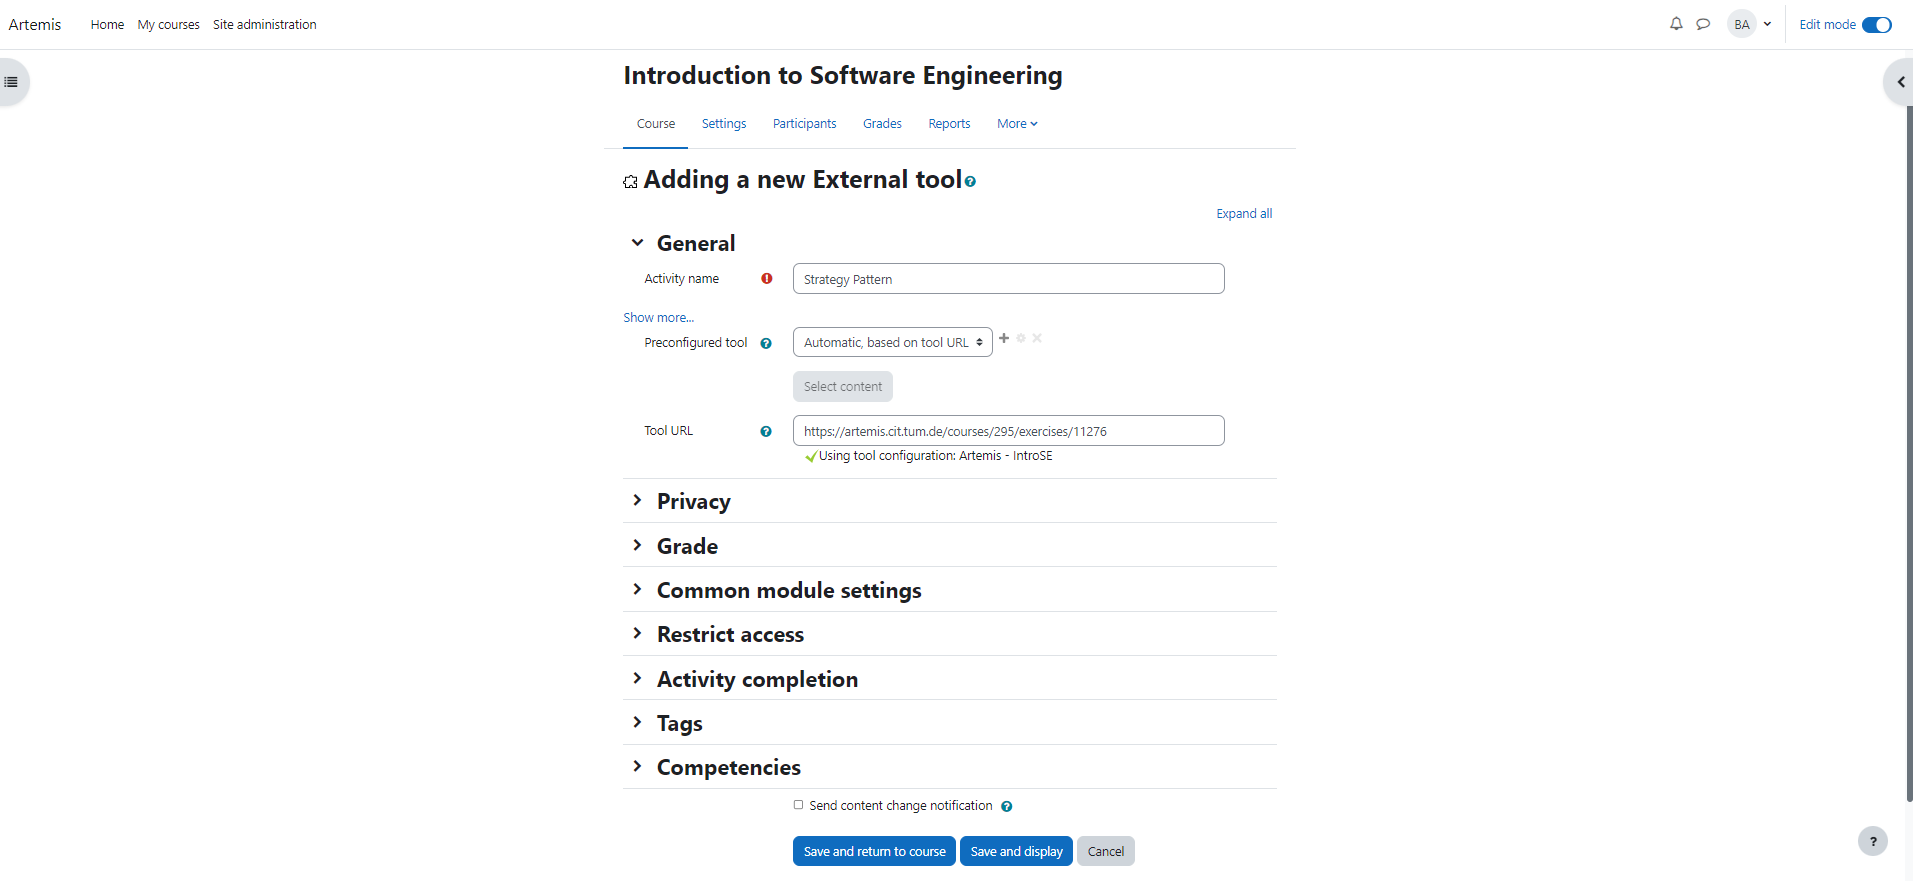 Artemis Home My courses Site administration BA Edit mode
Introduction to Software Engineering
Course Settings Participants Grades Reports More
Adding a new External tool
Expand all
General
Activity name Strategy Pattern
Show more...
Preconfigured tool Automatic, based on tool URL
Select content
Tool URL https://artemis.cit.tum.de/courses/295/exercises/11276
Using tool configuration: Artemis - IntroSE
Privacy
Grade
Common module settings
Restrict access
Activity completion
Tags
Competencies
Send content change notification
Save and return to course Save and display Cancel
?